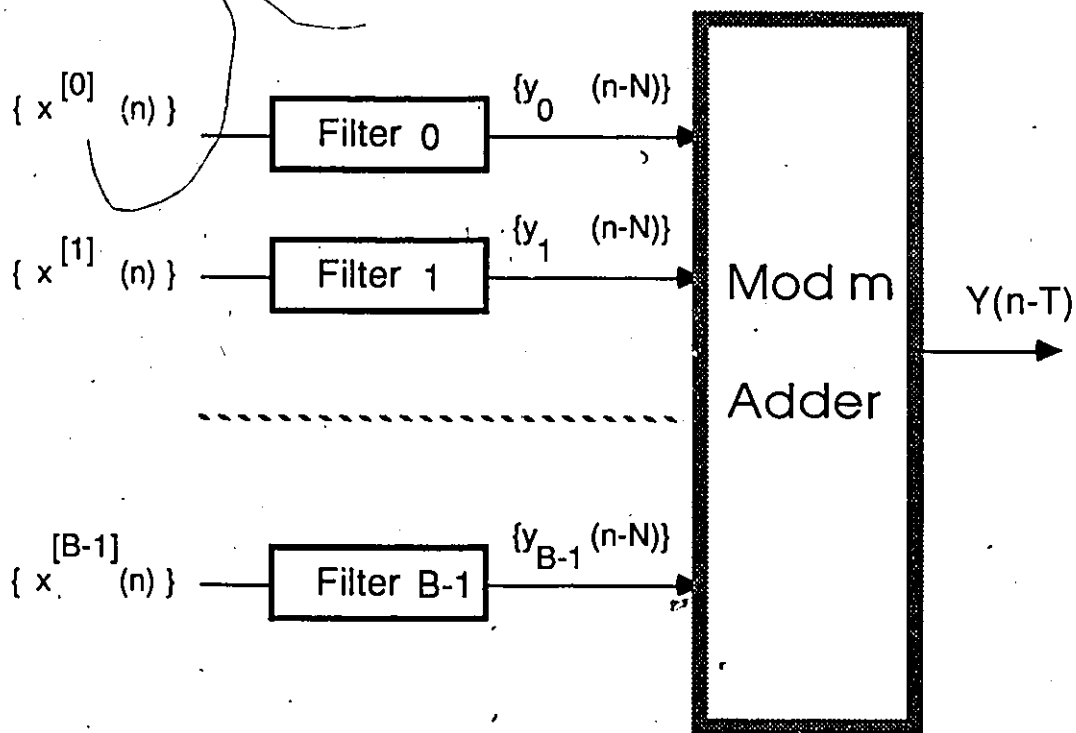 { x^[0] (n) }
Filter 0
{y_0 (n-N)}
{ x^[1] (n) }
Filter 1
{y_1 (n-N)}
Mod m
Adder
Y(n-T)
{ x^[B-1] (n) }
Filter B-1
{y_B-1 (n-N)}